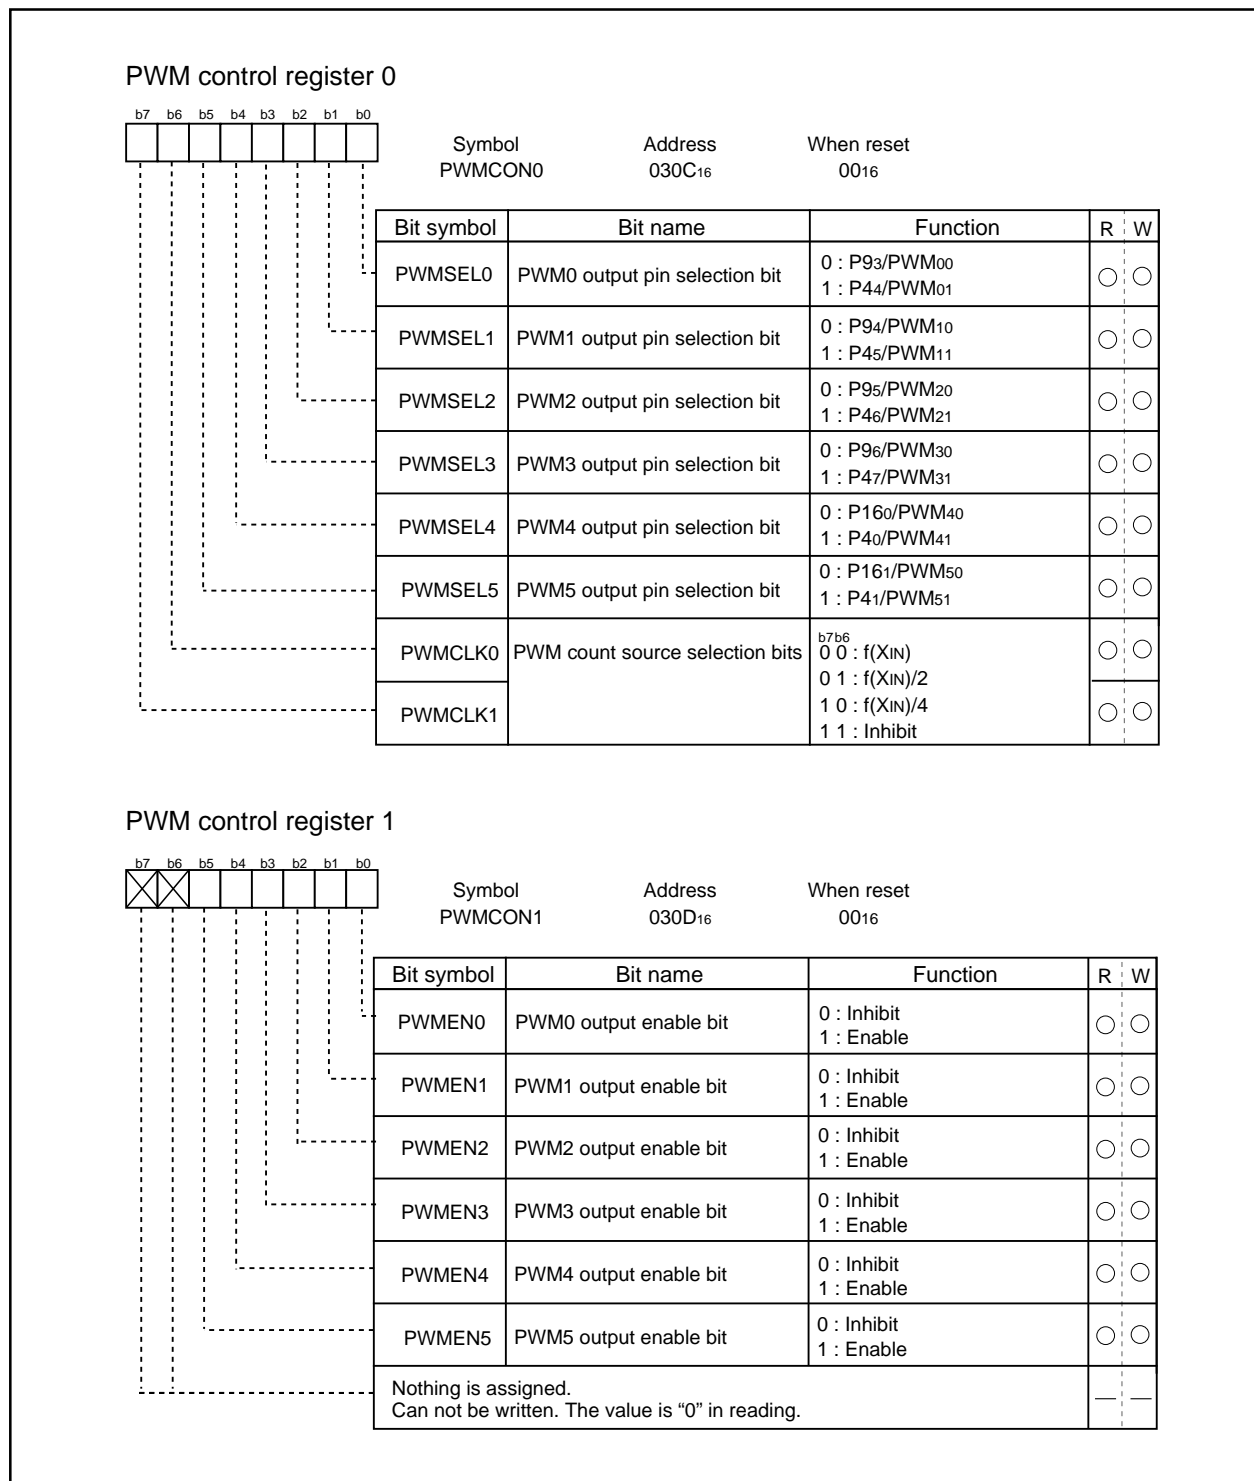 PWM control register 0
b7 b6 b5 b4 b3 b2 b1 b0
Symbol Address When reset
PWMCON0 030C16 0016
Bit symbol Bit name Function R W
PWMSEL0 PWM0 output pin selection bit 0 : P93/PWM00
1 : P44/PWM01
PWMSEL1 PWM1 output pin selection bit 0 : P94/PWM10
1 : P45/PWM11
PWMSEL2 PWM2 output pin selection bit 0 : P95/PWM20
1 : P46/PWM21
PWMSEL3 PWM3 output pin selection bit 0 : P96/PWM30
1 : P47/PWM31
PWMSEL4 PWM4 output pin selection bit 0 : P160/PWM40
1 : P40/PWM41
PWMSEL5 PWM5 output pin selection bit 0 : P161/PWM50
1 : P41/PWM51
b7b6
PWMCLK0 PWM count source selection bits 0 0 : f(XIN)
0 1 : f(XIN)/2
PWMCLK1 1 0 : f(XIN)/4
1 1 : Inhibit
PWM control register 1
b7 b6 b5 b4 b3 b2 b1 b0
Symbol Address When reset
PWMCON1 030D16 0016
Bit symbol Bit name Function R W
PWMEN0 PWM0 output enable bit 0 : Inhibit
1 : Enable
PWMEN1 PWM1 output enable bit 0 : Inhibit
1 : Enable
PWMEN2 PWM2 output enable bit 0 : Inhibit
1 : Enable
PWMEN3 PWM3 output enable bit 0 : Inhibit
1 : Enable
PWMEN4 PWM4 output enable bit 0 : Inhibit
1 : Enable
PWMEN5 PWM5 output enable bit 0 : Inhibit
1 : Enable
Nothing is assigned.
Can not be written. The value is “0” in reading. — —